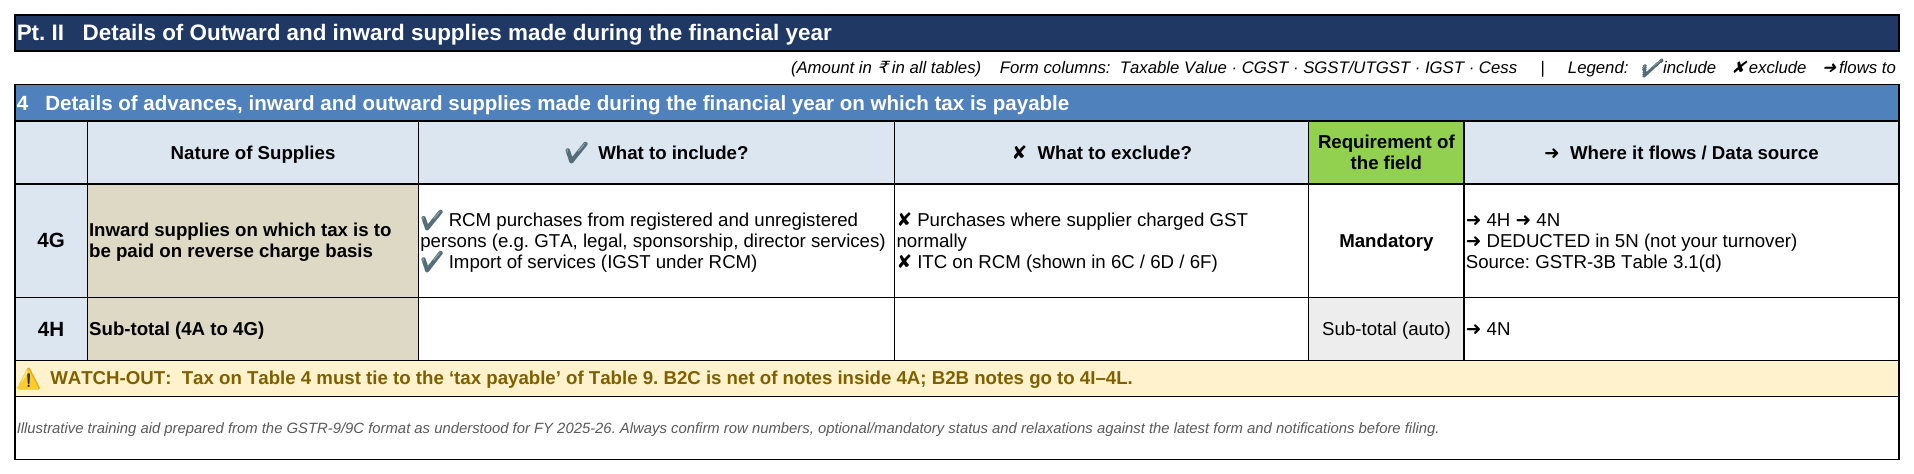 Pt. II   Details of Outward and inward supplies made during the financial year
(Amount in ₹ in all tables)   Form columns:  Taxable Value · CGST · SGST/UTGST · IGST · Cess   |   Legend:  ✔include   ✘exclude   ➔flows to
4   Details of advances, inward and outward supplies made during the financial year on which tax is payable
Nature of Supplies
✔ What to include?
✘ What to exclude?
Requirement of
the field
➔ Where it flows / Data source
4G
Inward supplies on which tax is to
be paid on reverse charge basis
✔ RCM purchases from registered and unregistered
persons (e.g. GTA, legal, sponsorship, director services)
✔ Import of services (IGST under RCM)
✘ Purchases where supplier charged GST
normally
✘ ITC on RCM (shown in 6C / 6D / 6F)
Mandatory
➔ 4H ➔ 4N
➔ DEDUCTED in 5N (not your turnover)
Source: GSTR-3B Table 3.1(d)
4H
Sub-total (4A to 4G)
Sub-total (auto)
➔ 4N
⚠ WATCH-OUT:  Tax on Table 4 must tie to the ‘tax payable’ of Table 9. B2C is net of notes inside 4A; B2B notes go to 4I–4L.
Illustrative training aid prepared from the GSTR-9/9C format as understood for FY 2025-26. Always confirm row numbers, optional/mandatory status and relaxations against the latest form and notifications before filing.